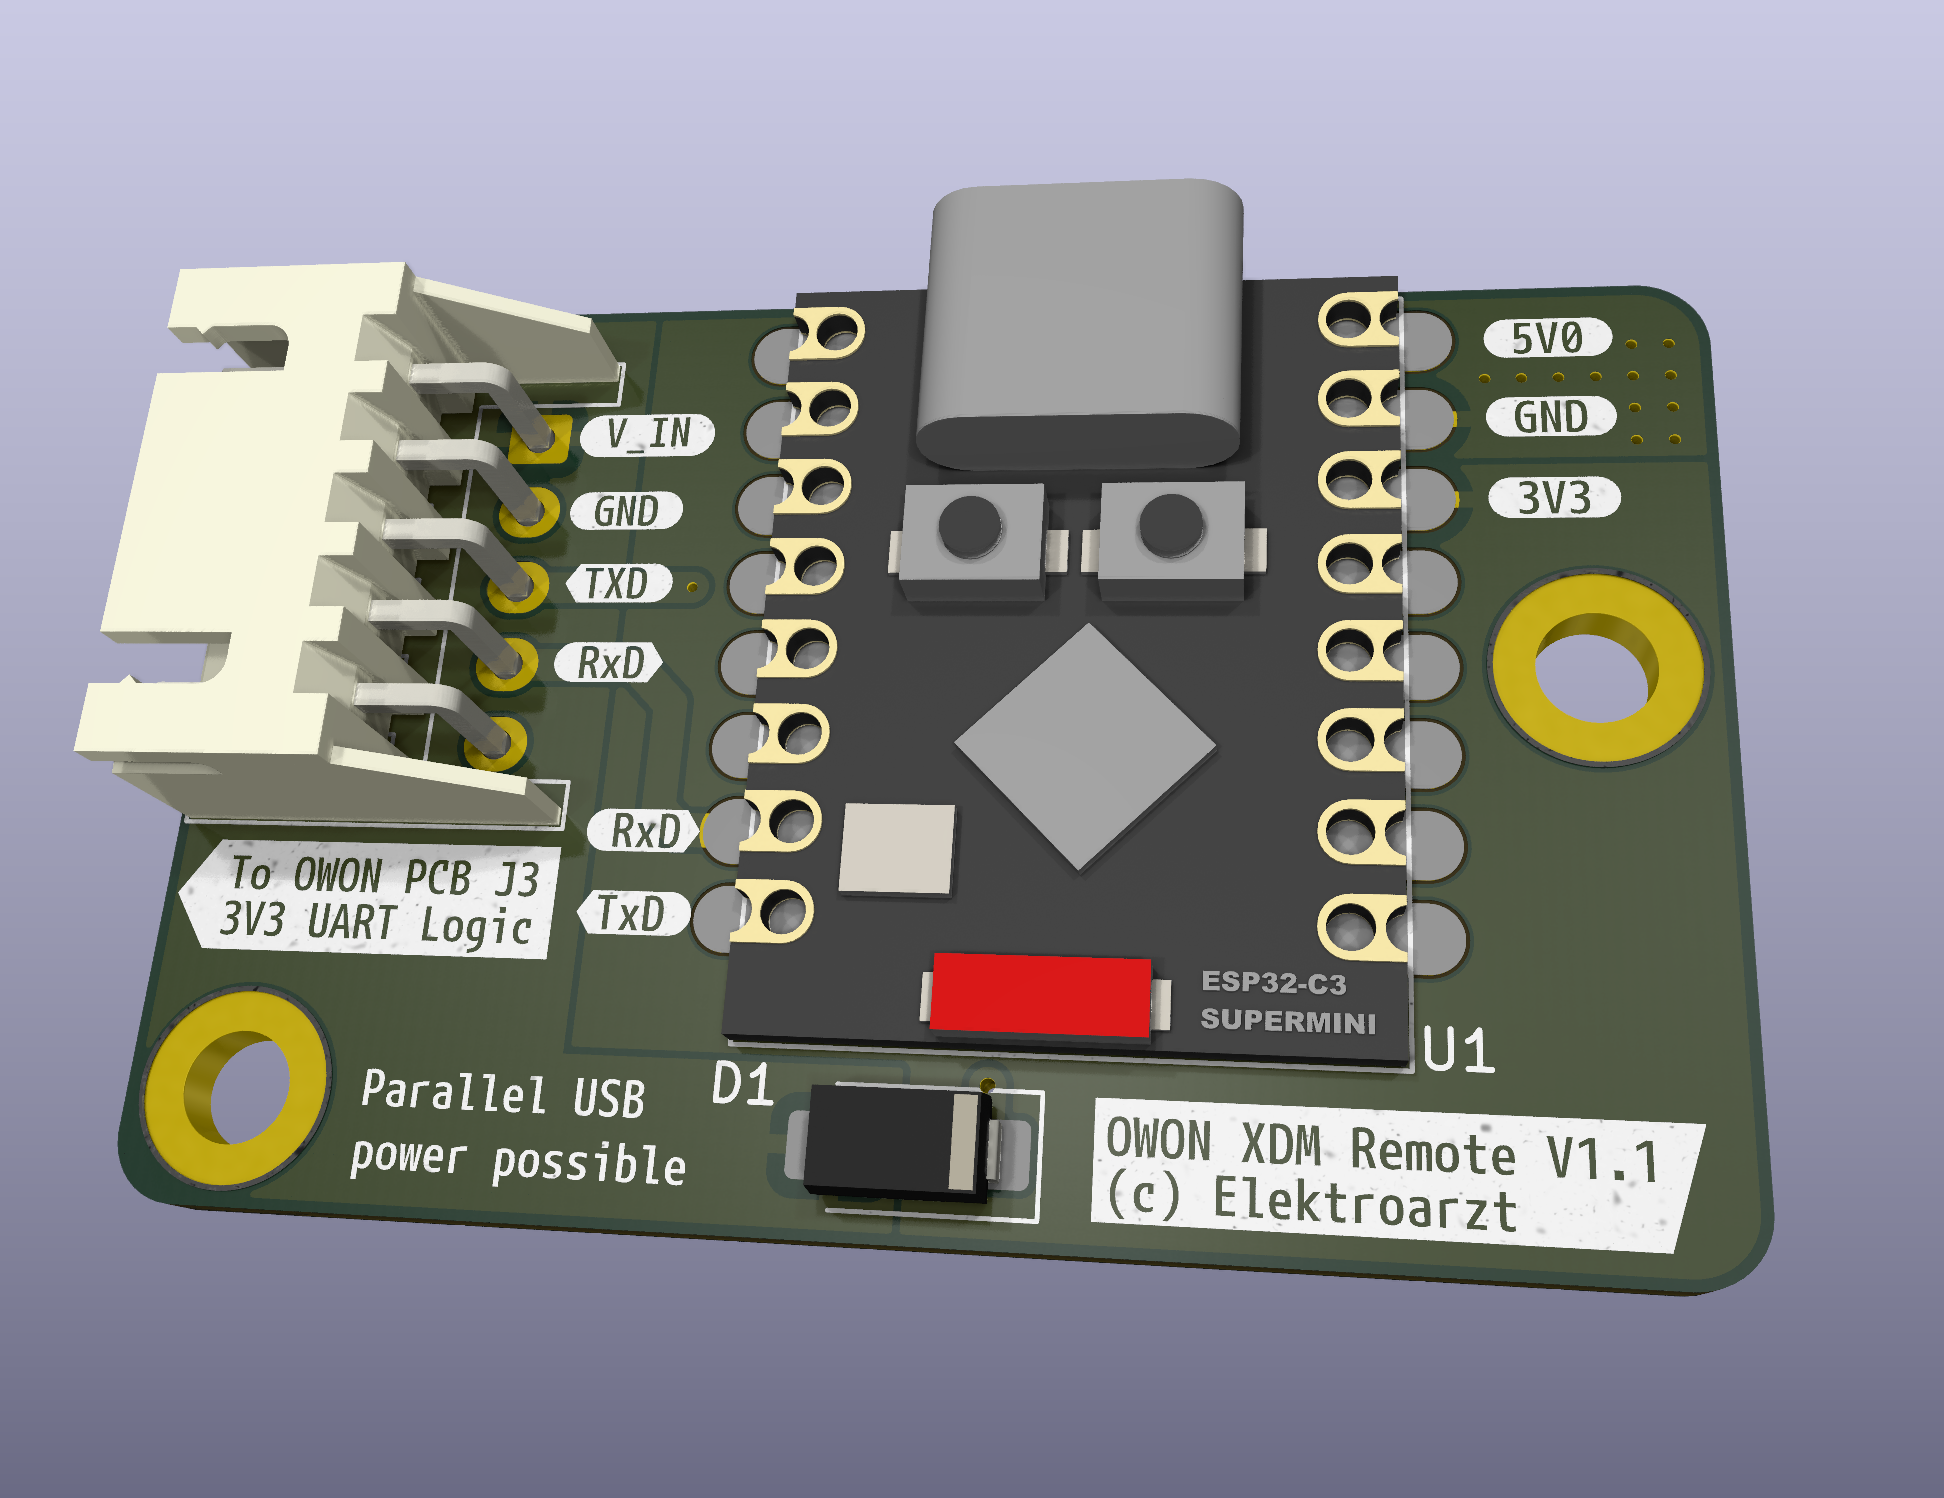 5V0
V_IN
GND
GND
3V3
TXD
RxD
RxD
To OWON PCB J3
3V3 UART Logic
TxD
ESP32-C3
SUPERMINI
U1
D1
Parallel USB
power possible
OWON XDM Remote V1.1
(c) Elektroarzt